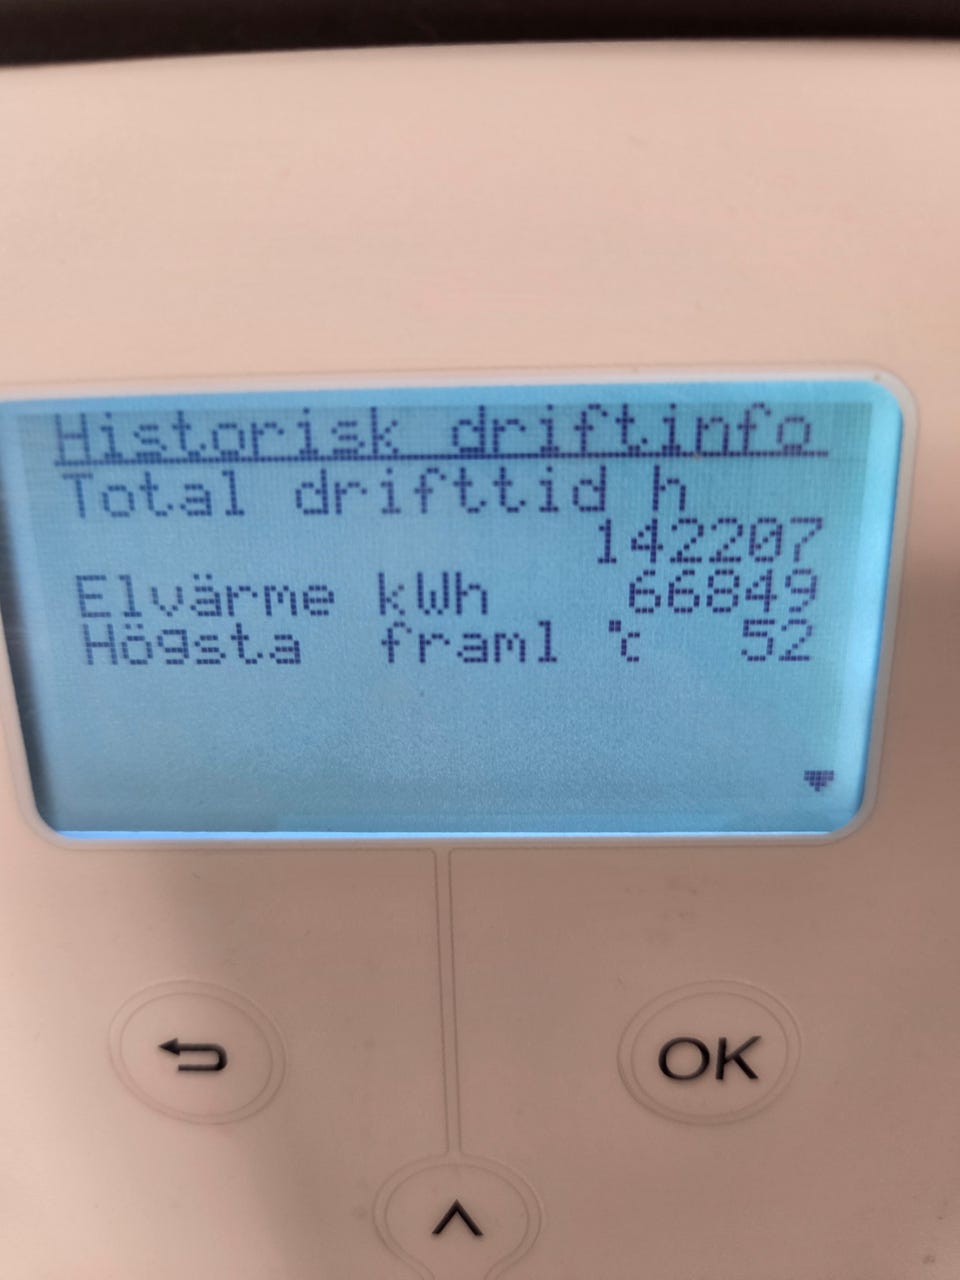 Historisk driftinfo
Total drifttid h
142207
Elvärme kWh 66849
Högsta framl °c 52
OK